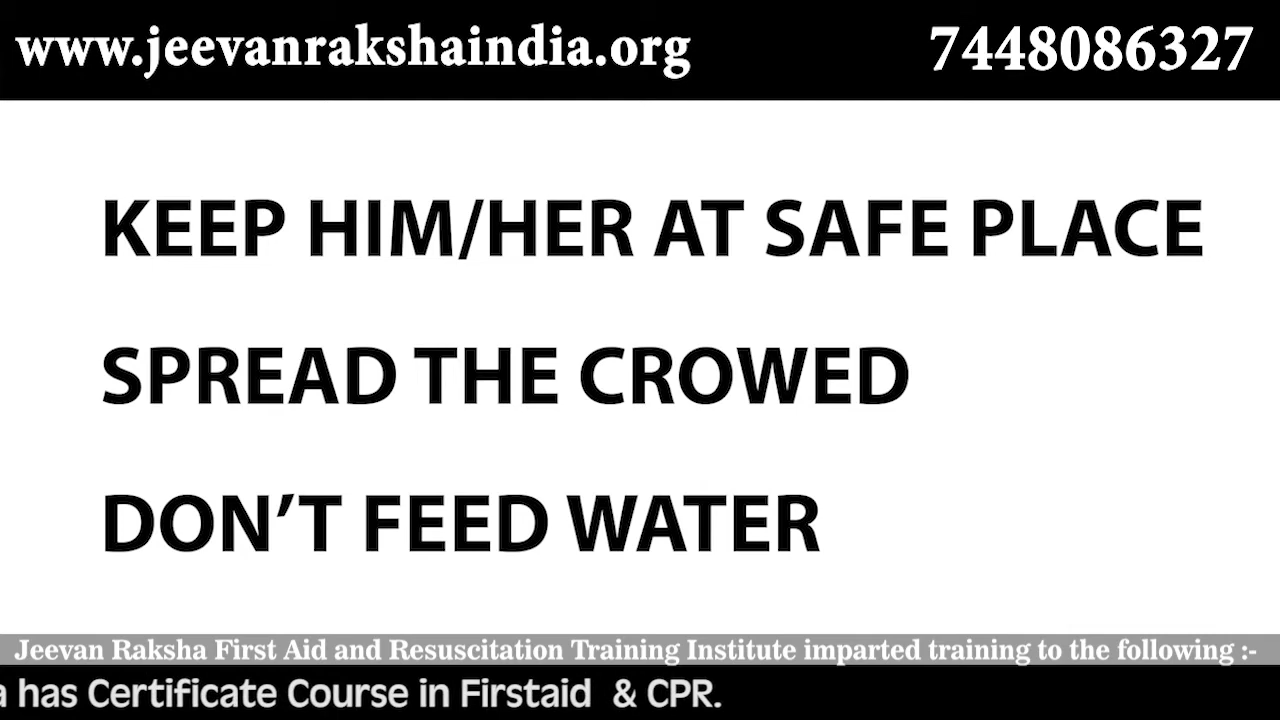 www.jeevanrakshaindia.org 7448086327
KEEP HIM/HER AT SAFE PLACE
SPREAD THE CROWED
DON’T FEED WATER
Jeevan Raksha First Aid and Resuscitation Training Institute imparted training to the following :-
has Certificate Course in Firstaid & CPR.